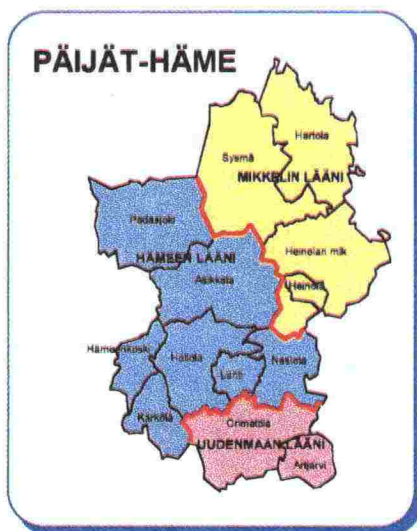 PÄIJÄT-HÄME
Hartola
Sysmä
MIKKELIN LÄÄNI
Padasjoki
Heinolan mlk
HÄMEEN LÄÄNI
Asikkala
Heinola
Hämeenkoski
Hollola
Lahti
Nastola
Kärkölä
Orimattila
UUDENMAAN LÄÄNI
Artjärvi